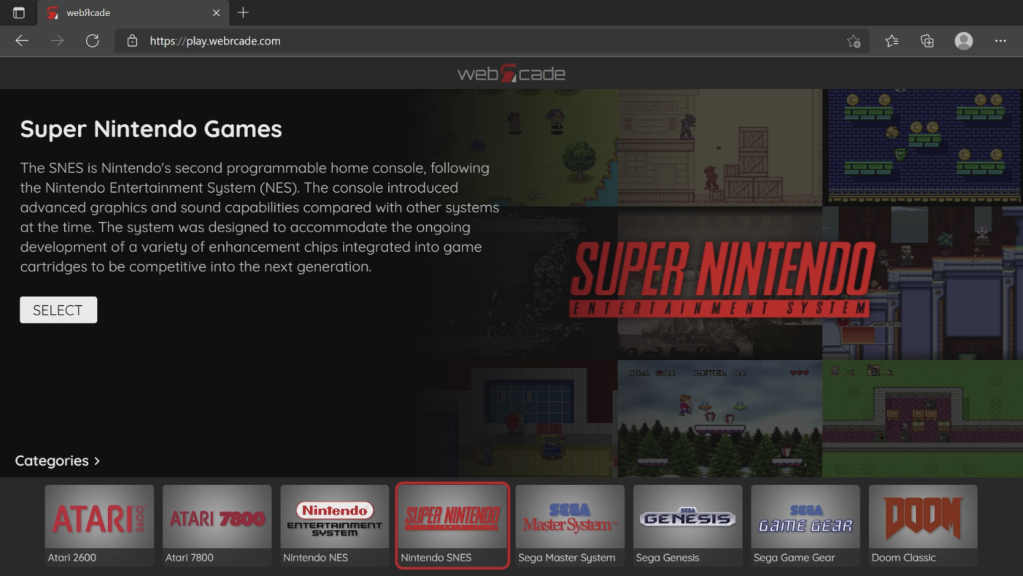 webЯcade
https://play.webrcade.com
webЯcade
Super Nintendo Games
The SNES is Nintendo's second programmable home console, following
the Nintendo Entertainment System (NES). The console introduced
advanced graphics and sound capabilities compared with other systems
at the time. The system was designed to accommodate the ongoing
development of a variety of enhancement chips integrated into game
cartridges to be competitive into the next generation.
SELECT
SUPER NINTENDO
ENTERTAINMENT SYSTEM
Categories >
ATARI 2600
ATARI 7800
Nintendo
ENTERTAINMENT
SYSTEM
SUPER NINTENDO
SEGA
Master System
SEGA
GENESIS
SEGA
GAME GEAR
DOOM
Atari 2600
Atari 7800
Nintendo NES
Nintendo SNES
Sega Master System
Sega Genesis
Sega Game Gear
Doom Classic